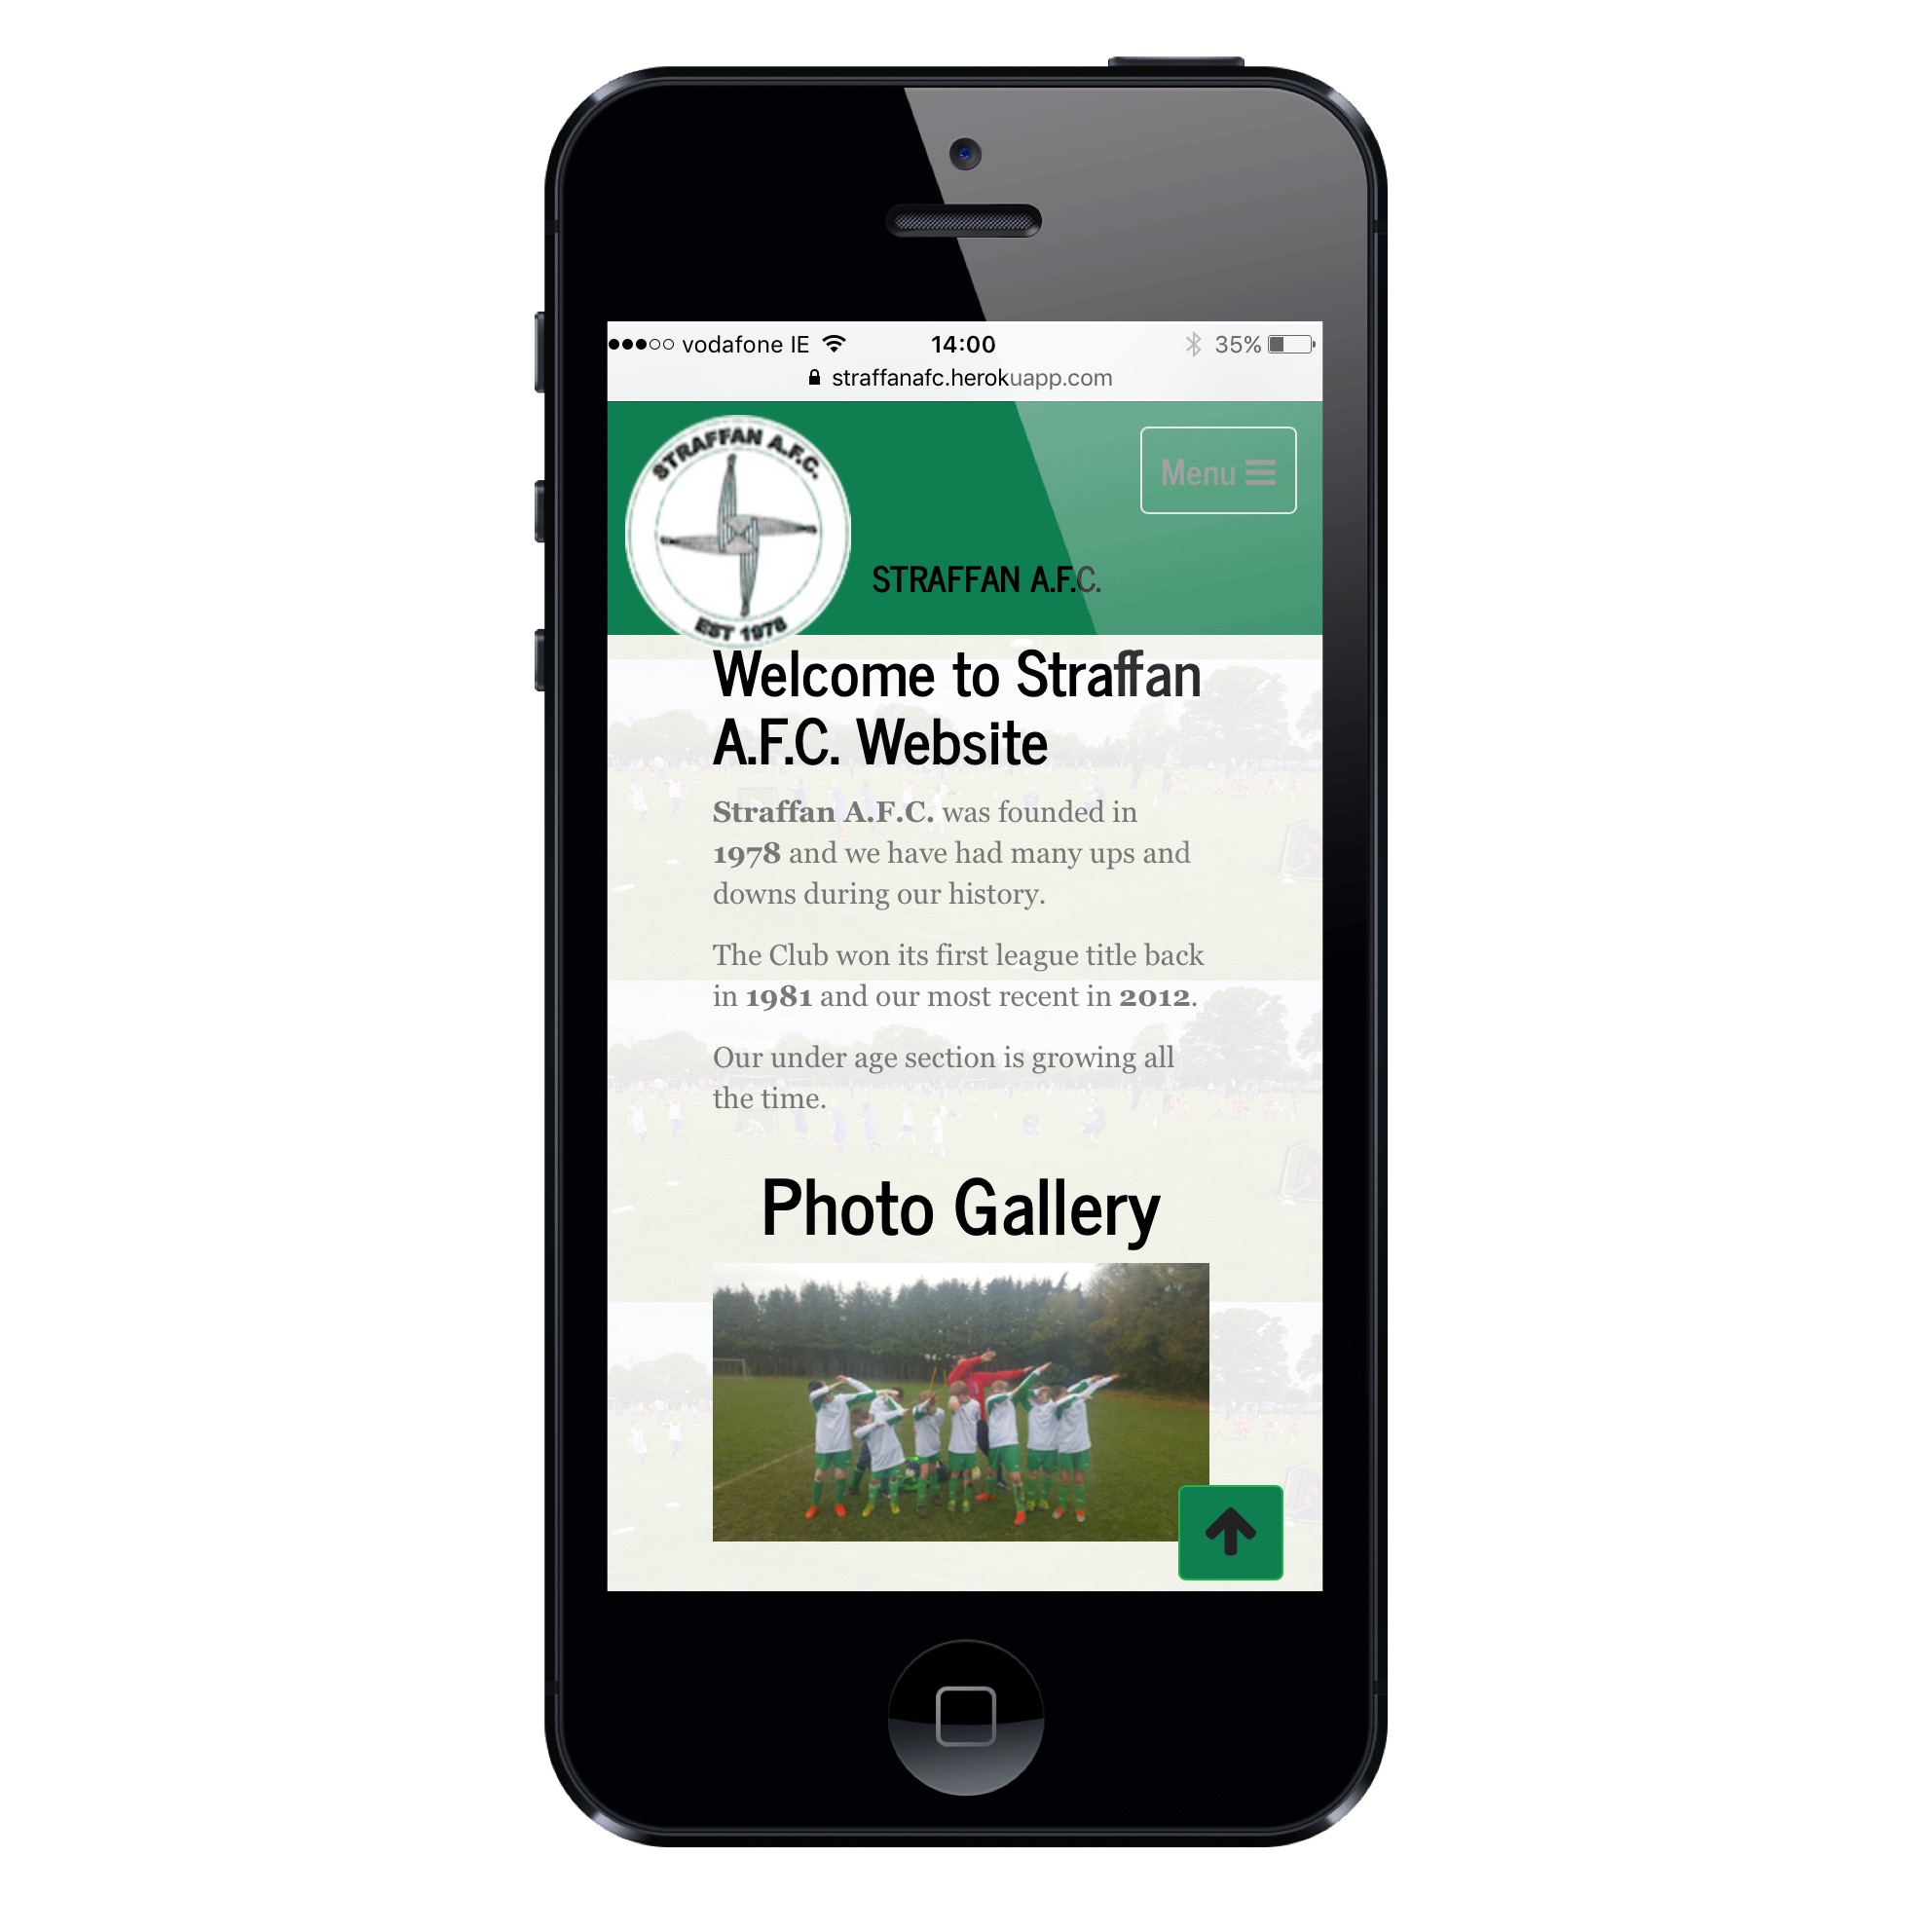 vodafone IE 14:00 35%
straffanafc.herokuapp.com
STRAFFAN A.F.C.
EST 1978
Menu
STRAFFAN A.F.C.
Welcome to Straffan
A.F.C. Website
Straffan A.F.C. was founded in
1978 and we have had many ups and
downs during our history.
The Club won its first league title back
in 1981 and our most recent in 2012.
Our under age section is growing all
the time.
Photo Gallery